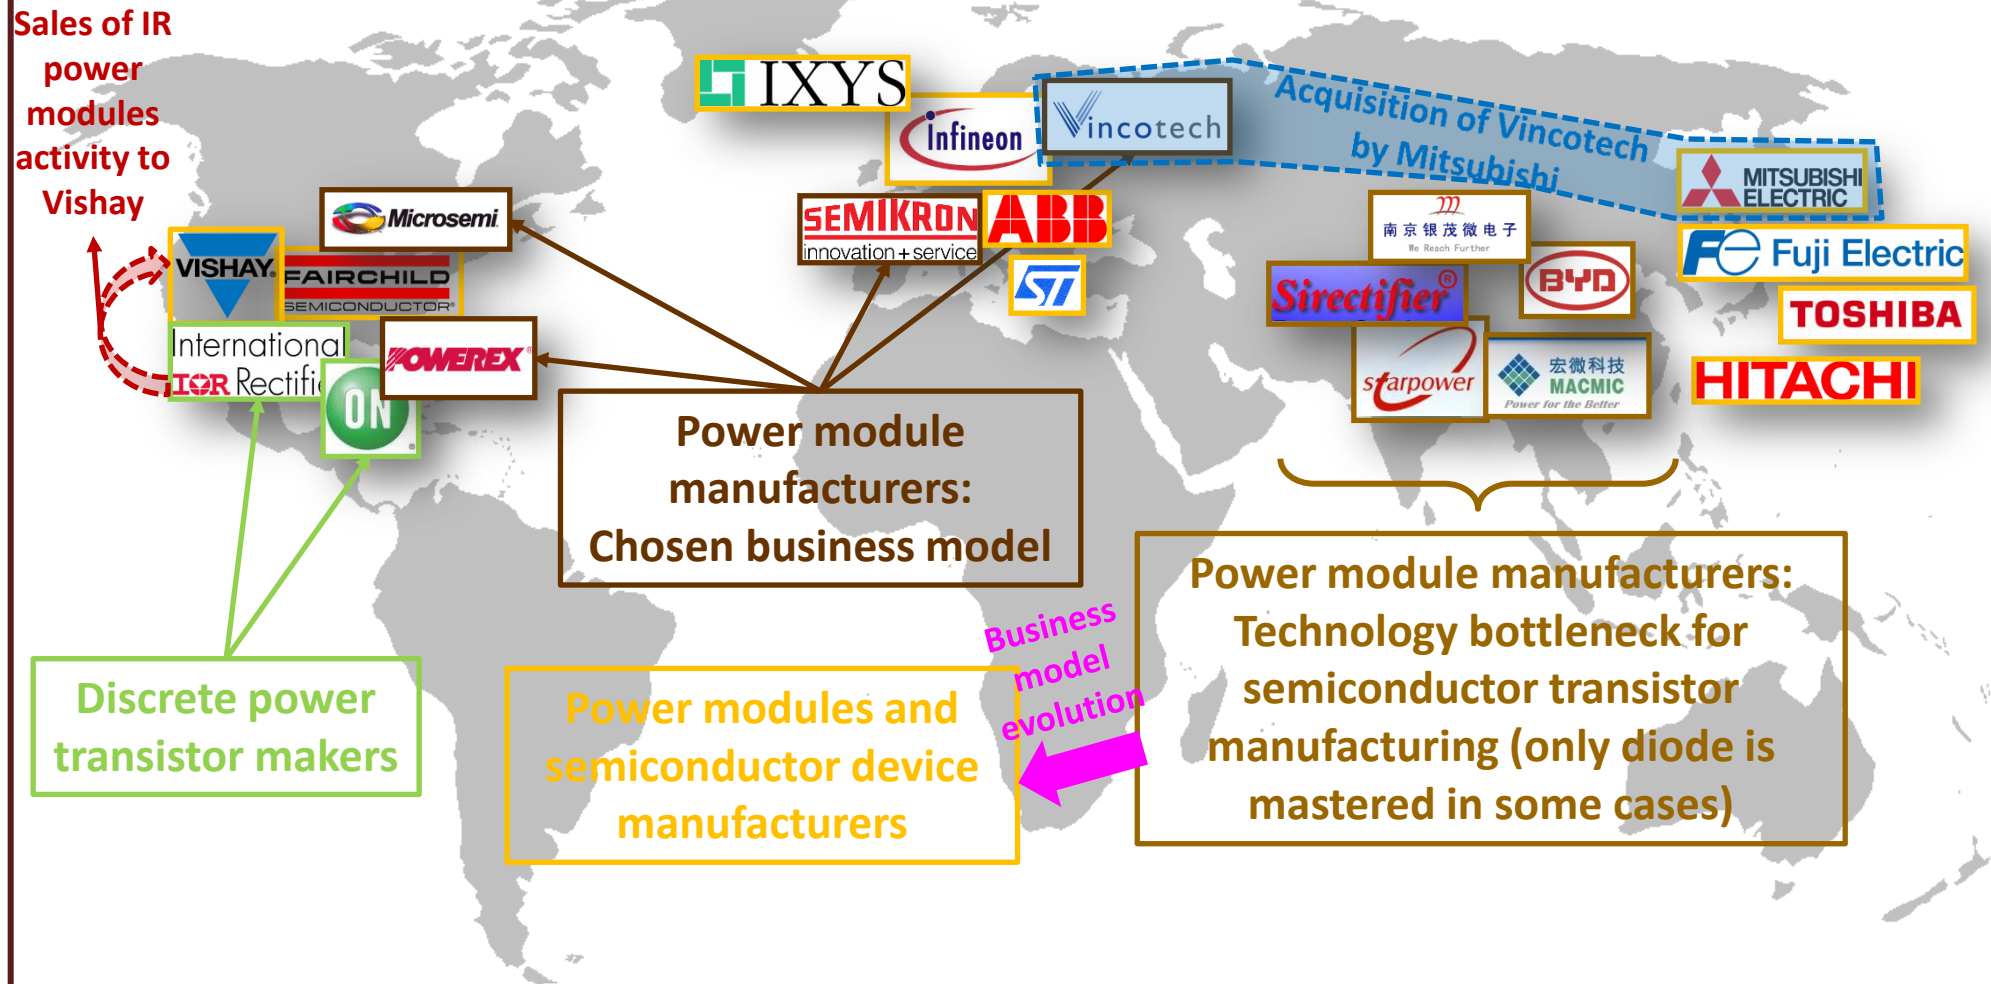 Sales of IR
power
modules
activity to
Vishay
IXYS
Infineon
Vincotech
Acquisition of Vincotech
by Mitsubishi
MITSUBISHI
ELECTRIC
Microsemi
SEMIKRON
innovation+service
ABB
ST
南京银茂微电子
We Reach Further
Fuji Electric
VISHAY
FAIRCHILD
SEMICONDUCTOR®
Sirectifier®
BYD
TOSHIBA
International
IOR Rectifi
ON
POWEREX
starpower
宏微科技
MACMIC
Power for the Better
HITACHI
Power module
manufacturers:
Chosen business model
Power module manufacturers:
Technology bottleneck for
semiconductor transistor
manufacturing (only diode is
mastered in some cases)
Business
model
evolution
Discrete power
transistor makers
Power modules and
semiconductor device
manufacturers